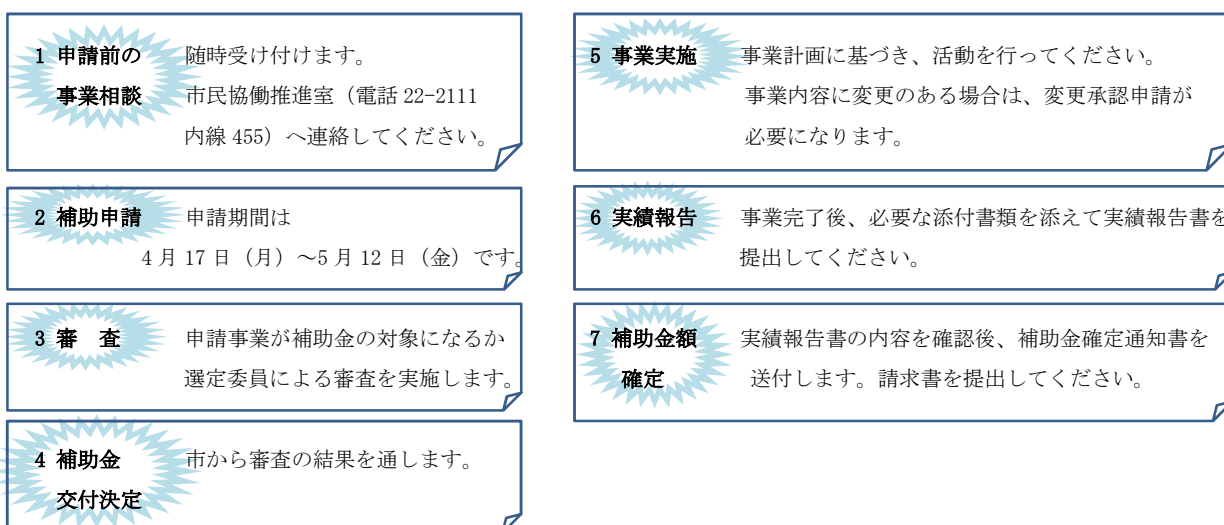 1 申請前の 随時受け付けます。
事業相談 市民協働推進室（電話 22-2111
内線 455）へ連絡してください。
2 補助申請 申請期間は
4 月 17 日（月）～5 月 12 日（金）です。
3 審 査 申請事業が補助金の対象になるか
選定委員による審査を実施します。
4 補助金 市から審査の結果を通します。
交付決定
5 事業実施 事業計画に基づき、活動を行ってください。
事業内容に変更のある場合は、変更承認申請が
必要になります。
6 実績報告 事業完了後、必要な添付書類を添えて実績報告書を
提出してください。
7 補助金額 実績報告書の内容を確認後、補助金確定通知書を
確定 送付します。請求書を提出してください。